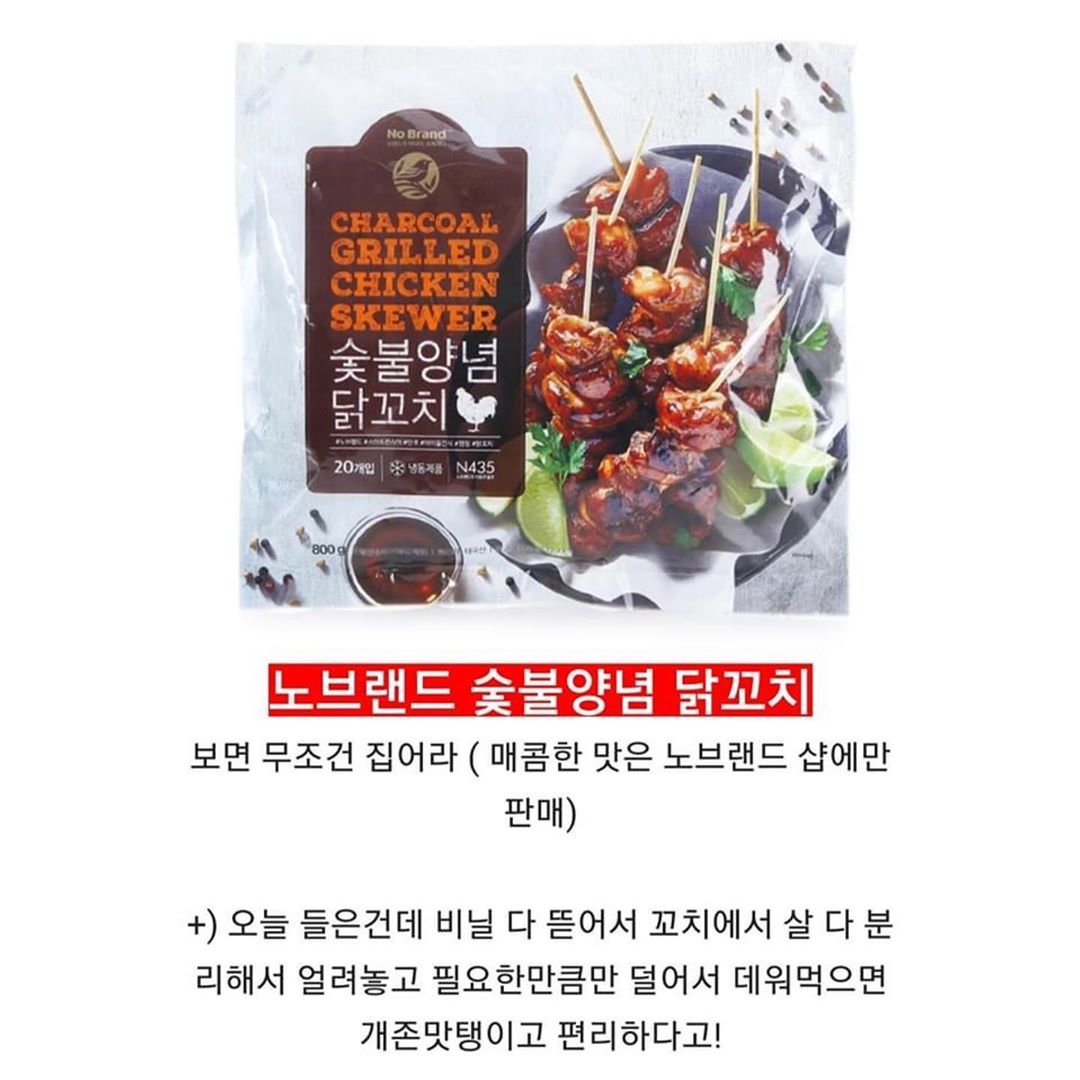 No Brand
CHARCOAL
GRILLED
CHICKEN
SKEWER
숯불양념
닭꼬치
20개입
냉동제품
N435
800 g
노브랜드 숯불양념 닭꼬치
보면 무조건 집어라 ( 매콤한 맛은 노브랜드 샵에만
판매)
+) 오늘 들은건데 비닐 다 뜯어서 꼬치에서 살 다 분
리해서 얼려놓고 필요한만큼만 덜어서 데워먹으면
개존맛탱이고 편리하다고!